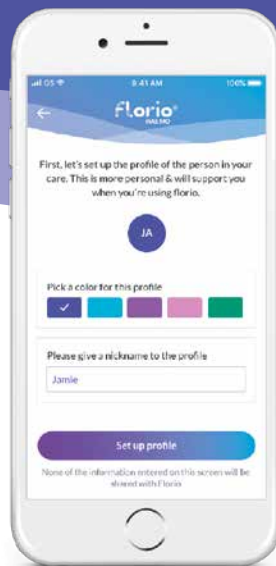 GS
9:41 AM
100%
florio®
HAEMO
First, let's set up the profile of the person in your
care. This is more personal & will support you
when you're using florio.
JA
Pick a color for this profile
Please give a nickname to the profile
Jamie
Set up profile
None of the information entered on this screen will be
shared with Florio